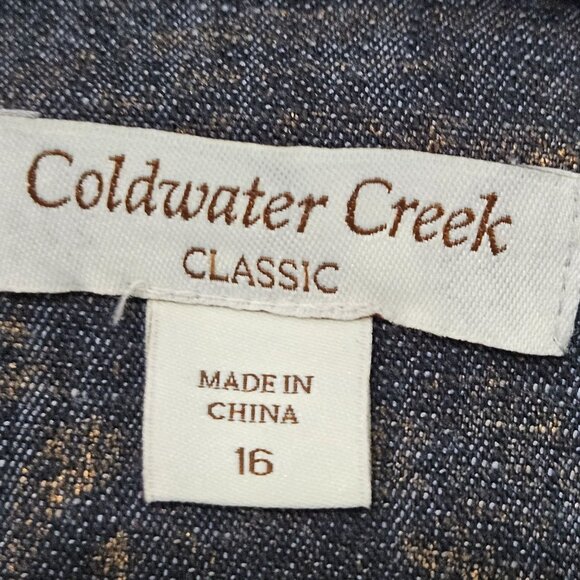 Coldwater Creek
CLASSIC
MADE IN
CHINA
16